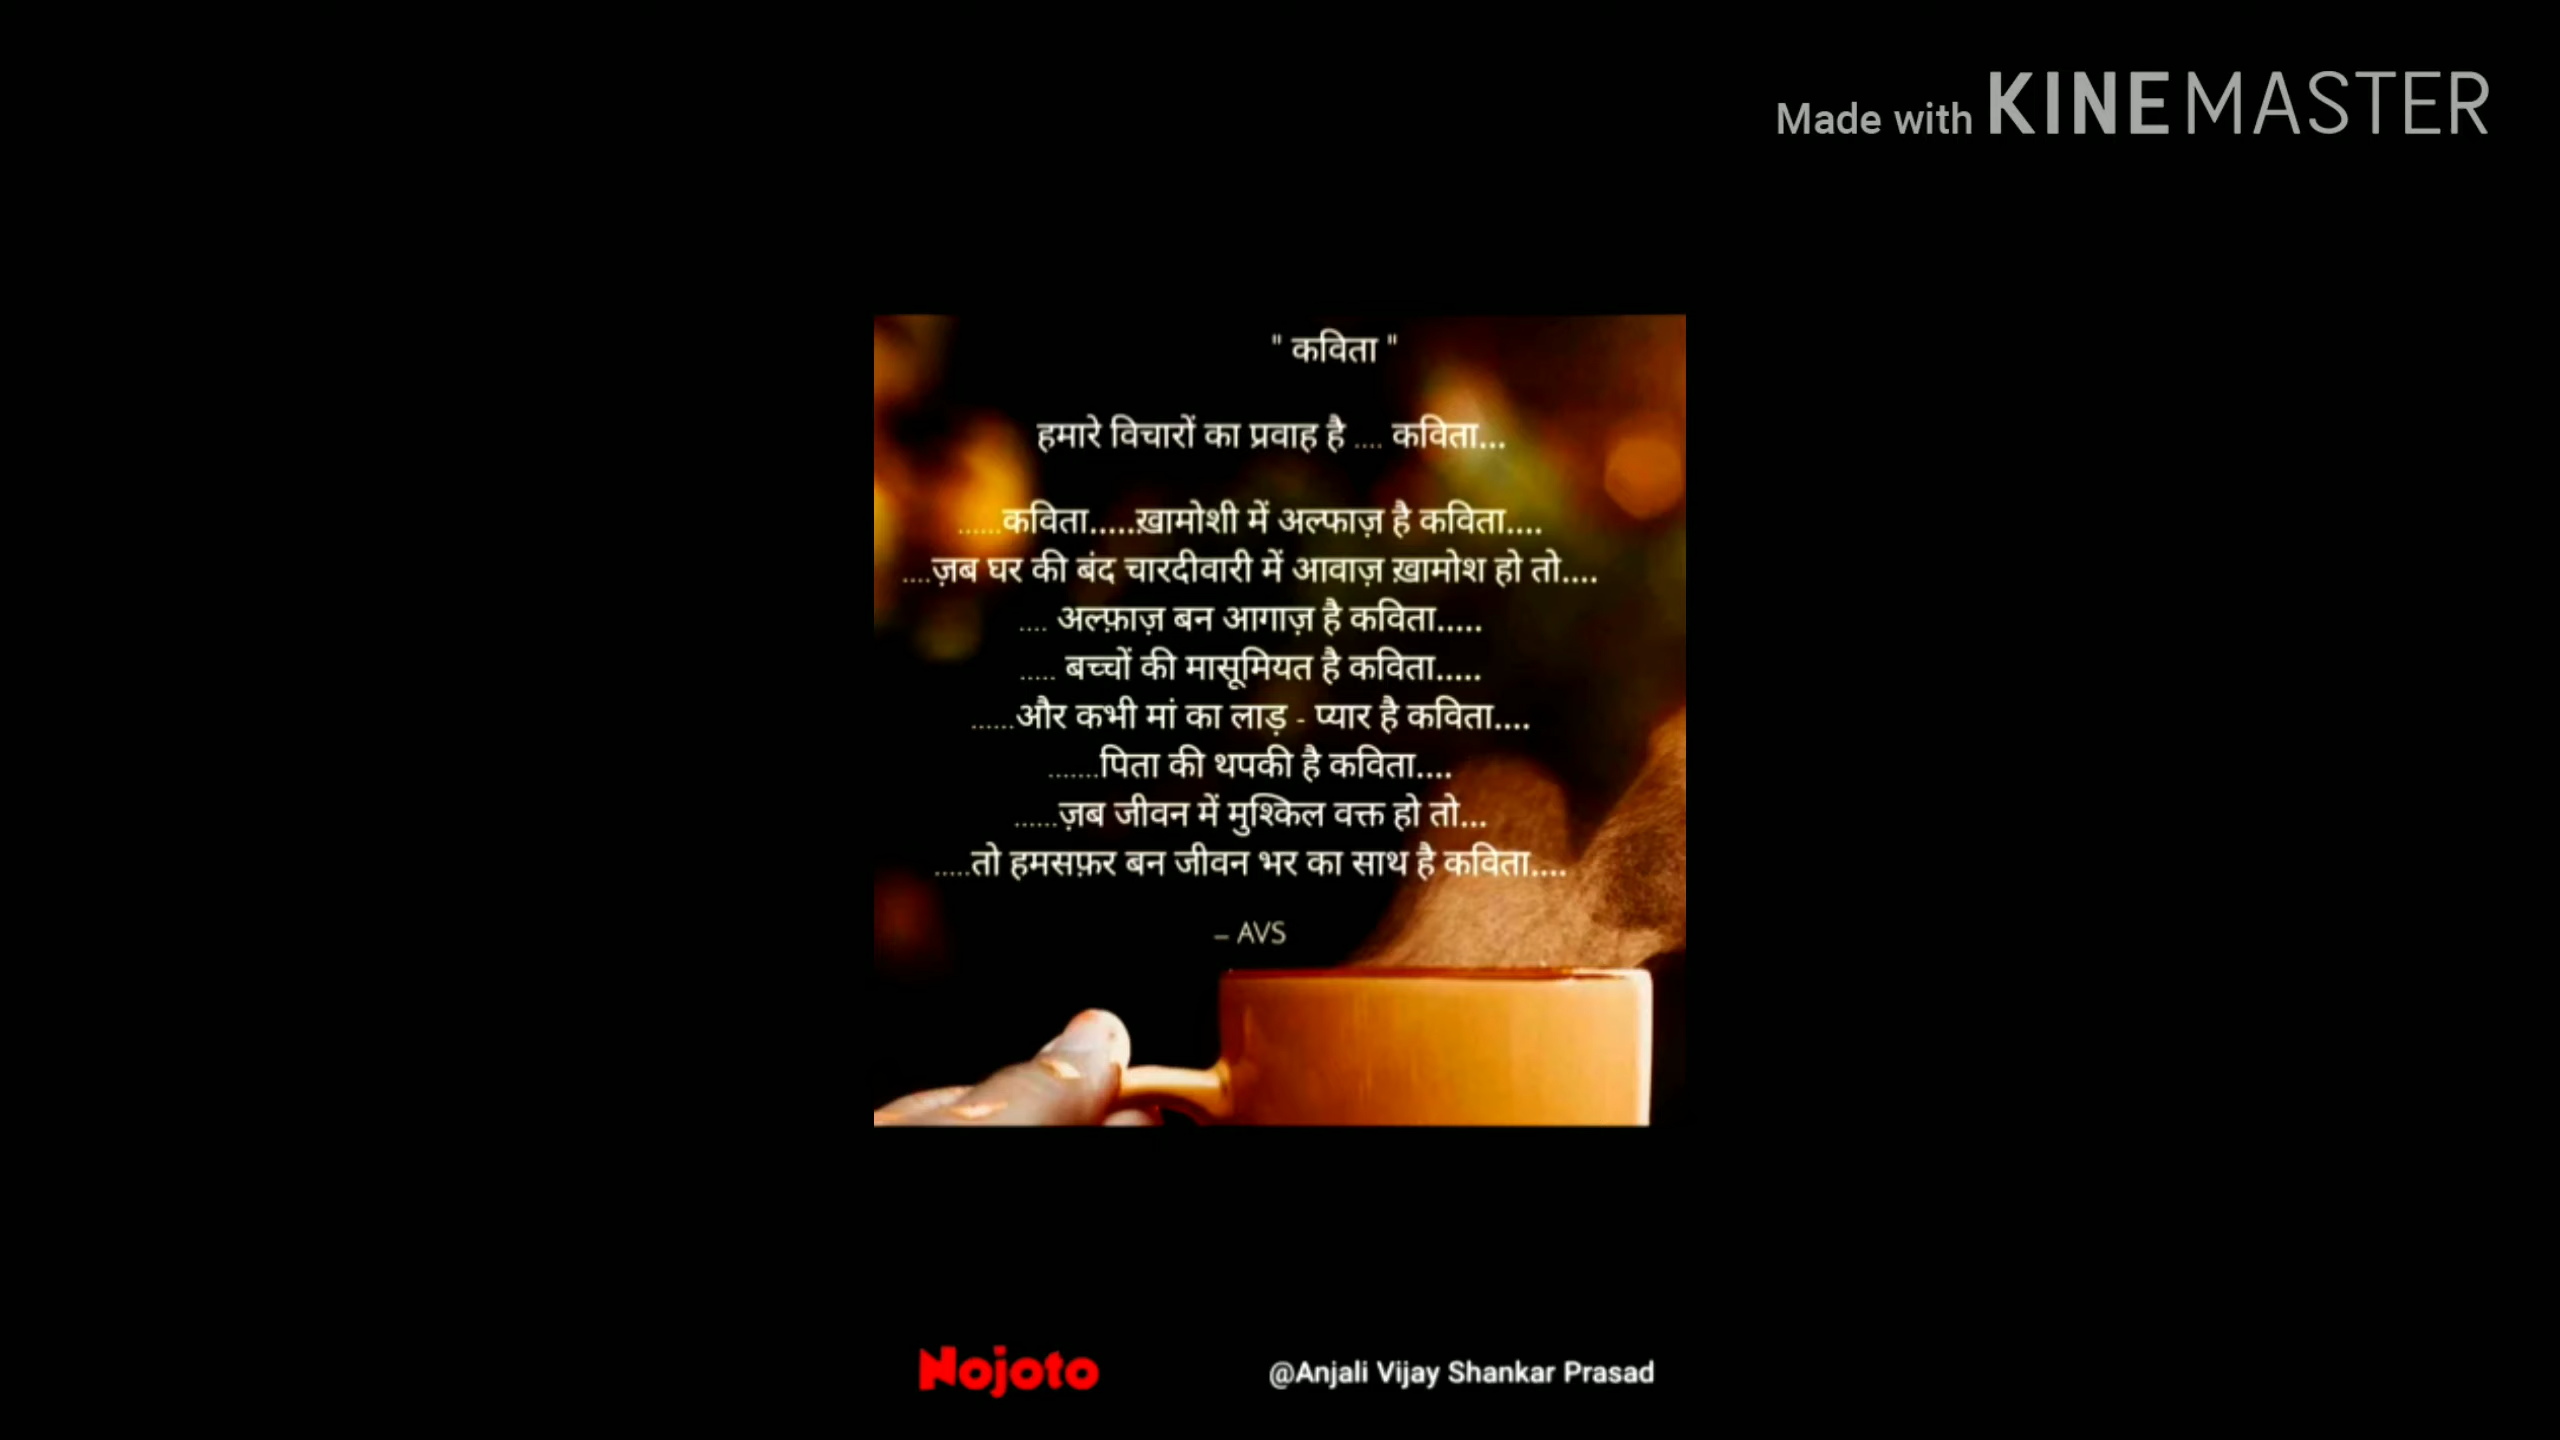 Made with KINEMASTER
" कविता "
हमारे विचारों का प्रवाह है .... कविता...
......कविता.....ख़ामोशी में अल्फाज़ है कविता....
....ज़ब घर की बंद चारदीवारी में आवाज़ ख़ामोश हो तो....
.... अल्फ़ाज़ बन आगाज़ है कविता.....
..... बच्चों की मासूमियत है कविता.....
......और कभी मां का लाड़ - प्यार है कविता....
.......पिता की थपकी है कविता....
......ज़ब जीवन में मुश्किल वक्त हो तो...
.....तो हमसफ़र बन जीवन भर का साथ है कविता....
– AVS
Nojoto @Anjali Vijay Shankar Prasad